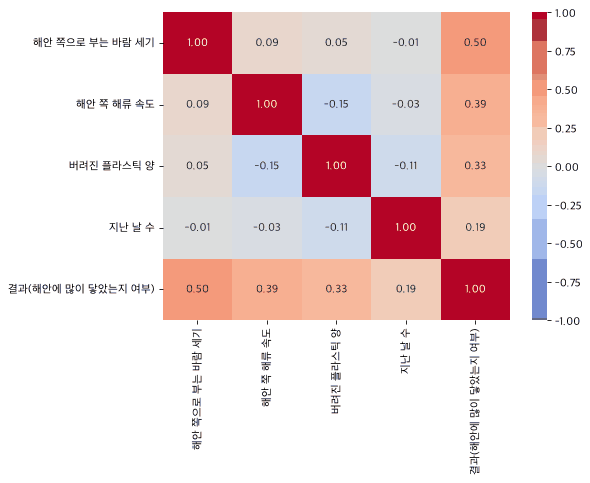 해안 쪽으로 부는 바람 세기 1.00 0.09 0.05 -0.01 0.50
해안 쪽 해류 속도 0.09 1.00 -0.15 -0.03 0.39
버려진 플라스틱 양 0.05 -0.15 1.00 -0.11 0.33
지난 날 수 -0.01 -0.03 -0.11 1.00 0.19
결과(해안에 많이 닿았는지 여부) 0.50 0.39 0.33 0.19 1.00
해안 쪽으로 부는 바람 세기
해안 쪽 해류 속도
버려진 플라스틱 양
지난 날 수
결과(해안에 많이 닿았는지 여부)
1.00
0.75
0.50
0.25
0.00
-0.25
-0.50
-0.75
-1.00